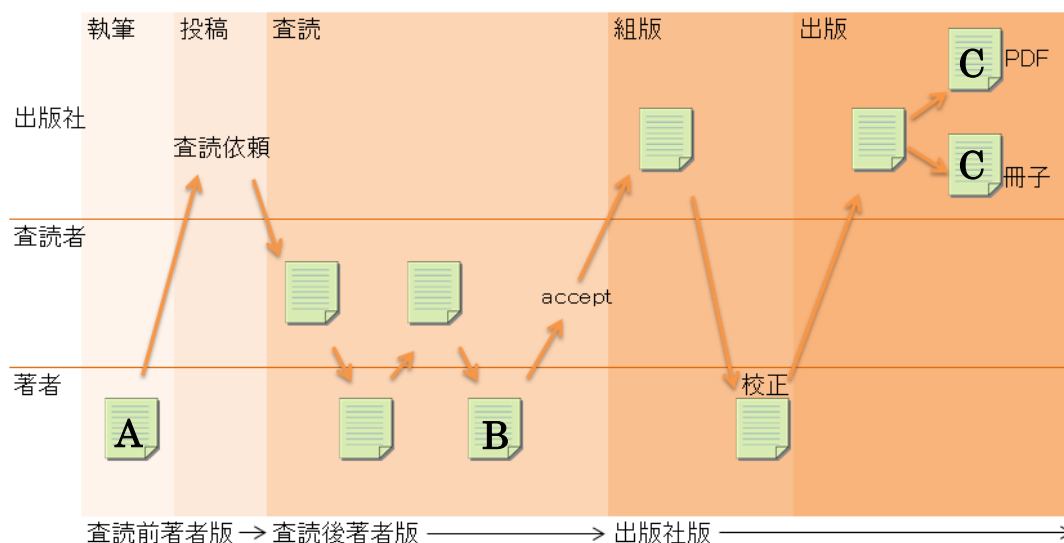 執筆 投稿 査読 組版 出版
C PDF
出版社
査読依頼
C 冊子
査読者
accept
著者
校正
A
B
査読前著者版 → 査読後著者版 → 出版社版 →